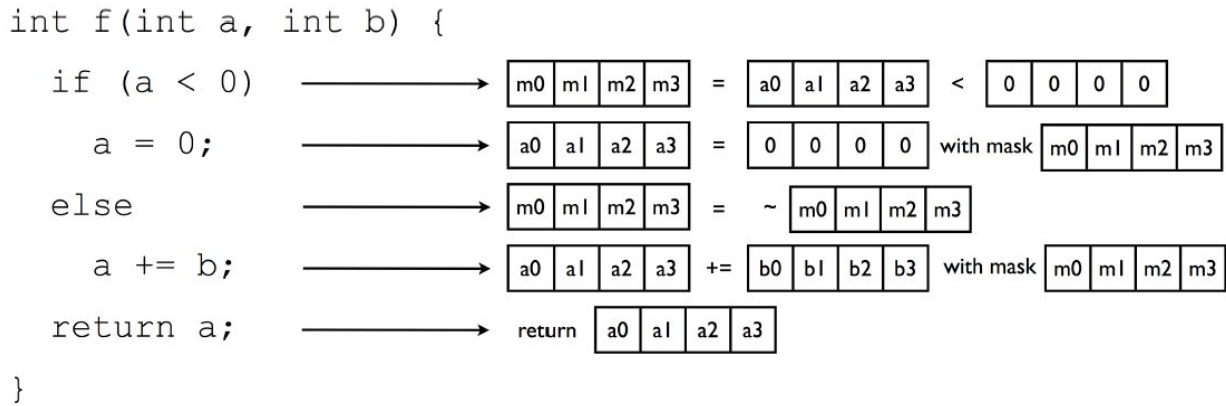 int f(int a, int b) {
if (a < 0) m0 m1 m2 m3 = a0 a1 a2 a3 < 0 0 0 0
a = 0; a0 a1 a2 a3 = 0 0 0 0 with mask m0 m1 m2 m3
else m0 m1 m2 m3 = ~ m0 m1 m2 m3
a += b; a0 a1 a2 a3 += b0 b1 b2 b3 with mask m0 m1 m2 m3
return a; return a0 a1 a2 a3
}